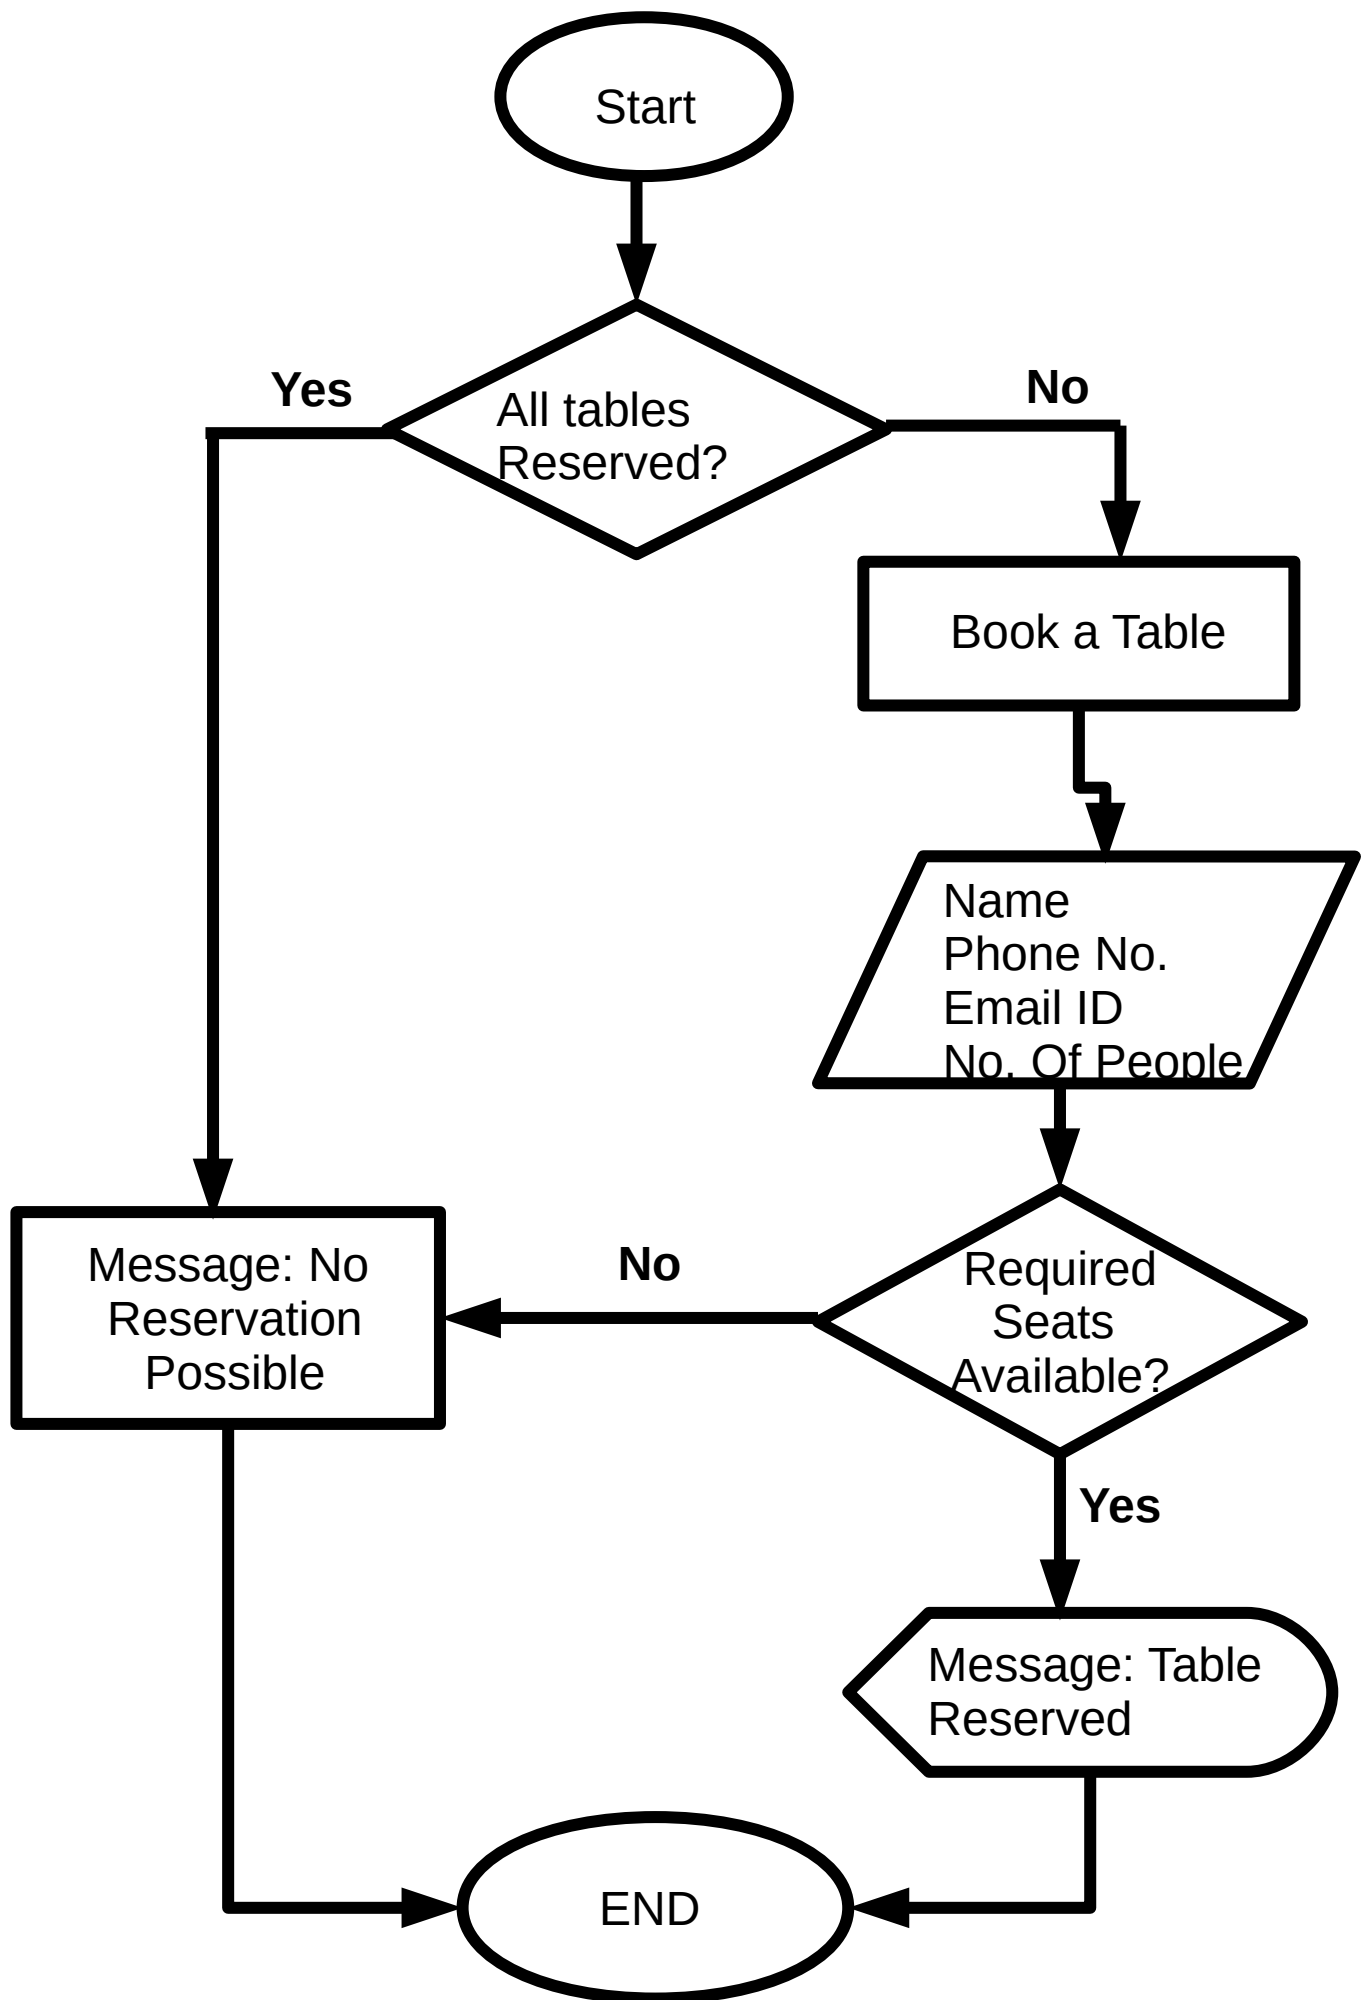 Start
Yes
No
All tables
Reserved?
Book a Table
Name
Phone No.
Email ID
No. Of People
Message: No
Reservation
Possible
No
Required
Seats
Available?
Yes
Message: Table
Reserved
END